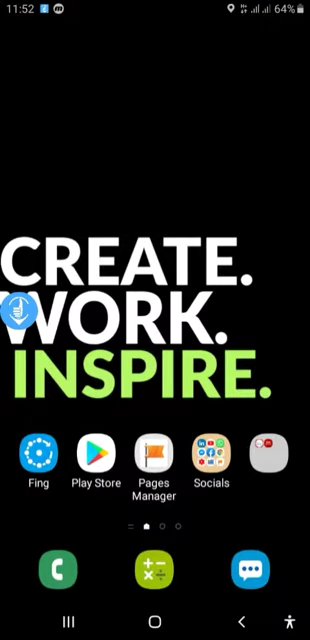 11:52
64%
CREATE.
WORK.
INSPIRE.
Fing
Play Store
Pages
Manager
Socials